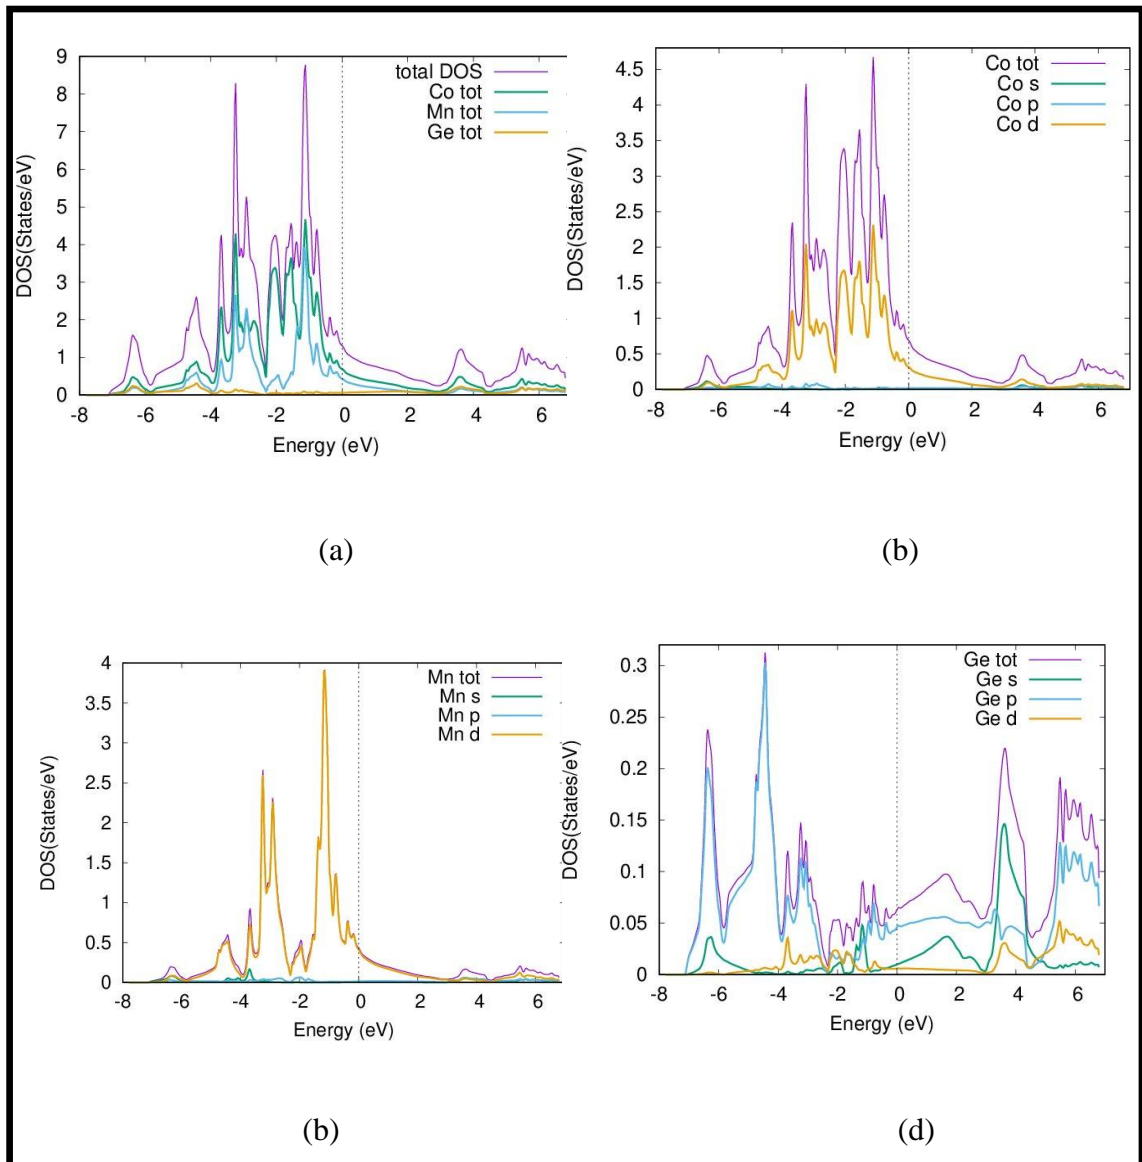 9
8
7
6
5
4
3
2
1
0
DOS(States/eV)
total DOS
Co tot
Mn tot
Ge tot
-8 -6 -4 -2 0 2 4 6
Energy (eV)
(a)
4.5
4
3.5
3
2.5
2
1.5
1
0.5
0
DOS(States/eV)
Co tot
Co s
Co p
Co d
-8 -6 -4 -2 0 2 4 6
Energy (eV)
(b)
4
3.5
3
2.5
2
1.5
1
0.5
0
DOS(States/eV)
Mn tot
Mn s
Mn p
Mn d
-8 -6 -4 -2 0 2 4 6
Energy (eV)
(b)
0.3
0.25
0.2
0.15
0.1
0.05
0
DOS(States/eV)
Ge tot
Ge s
Ge p
Ge d
-8 -6 -4 -2 0 2 4 6
Energy (eV)
(d)